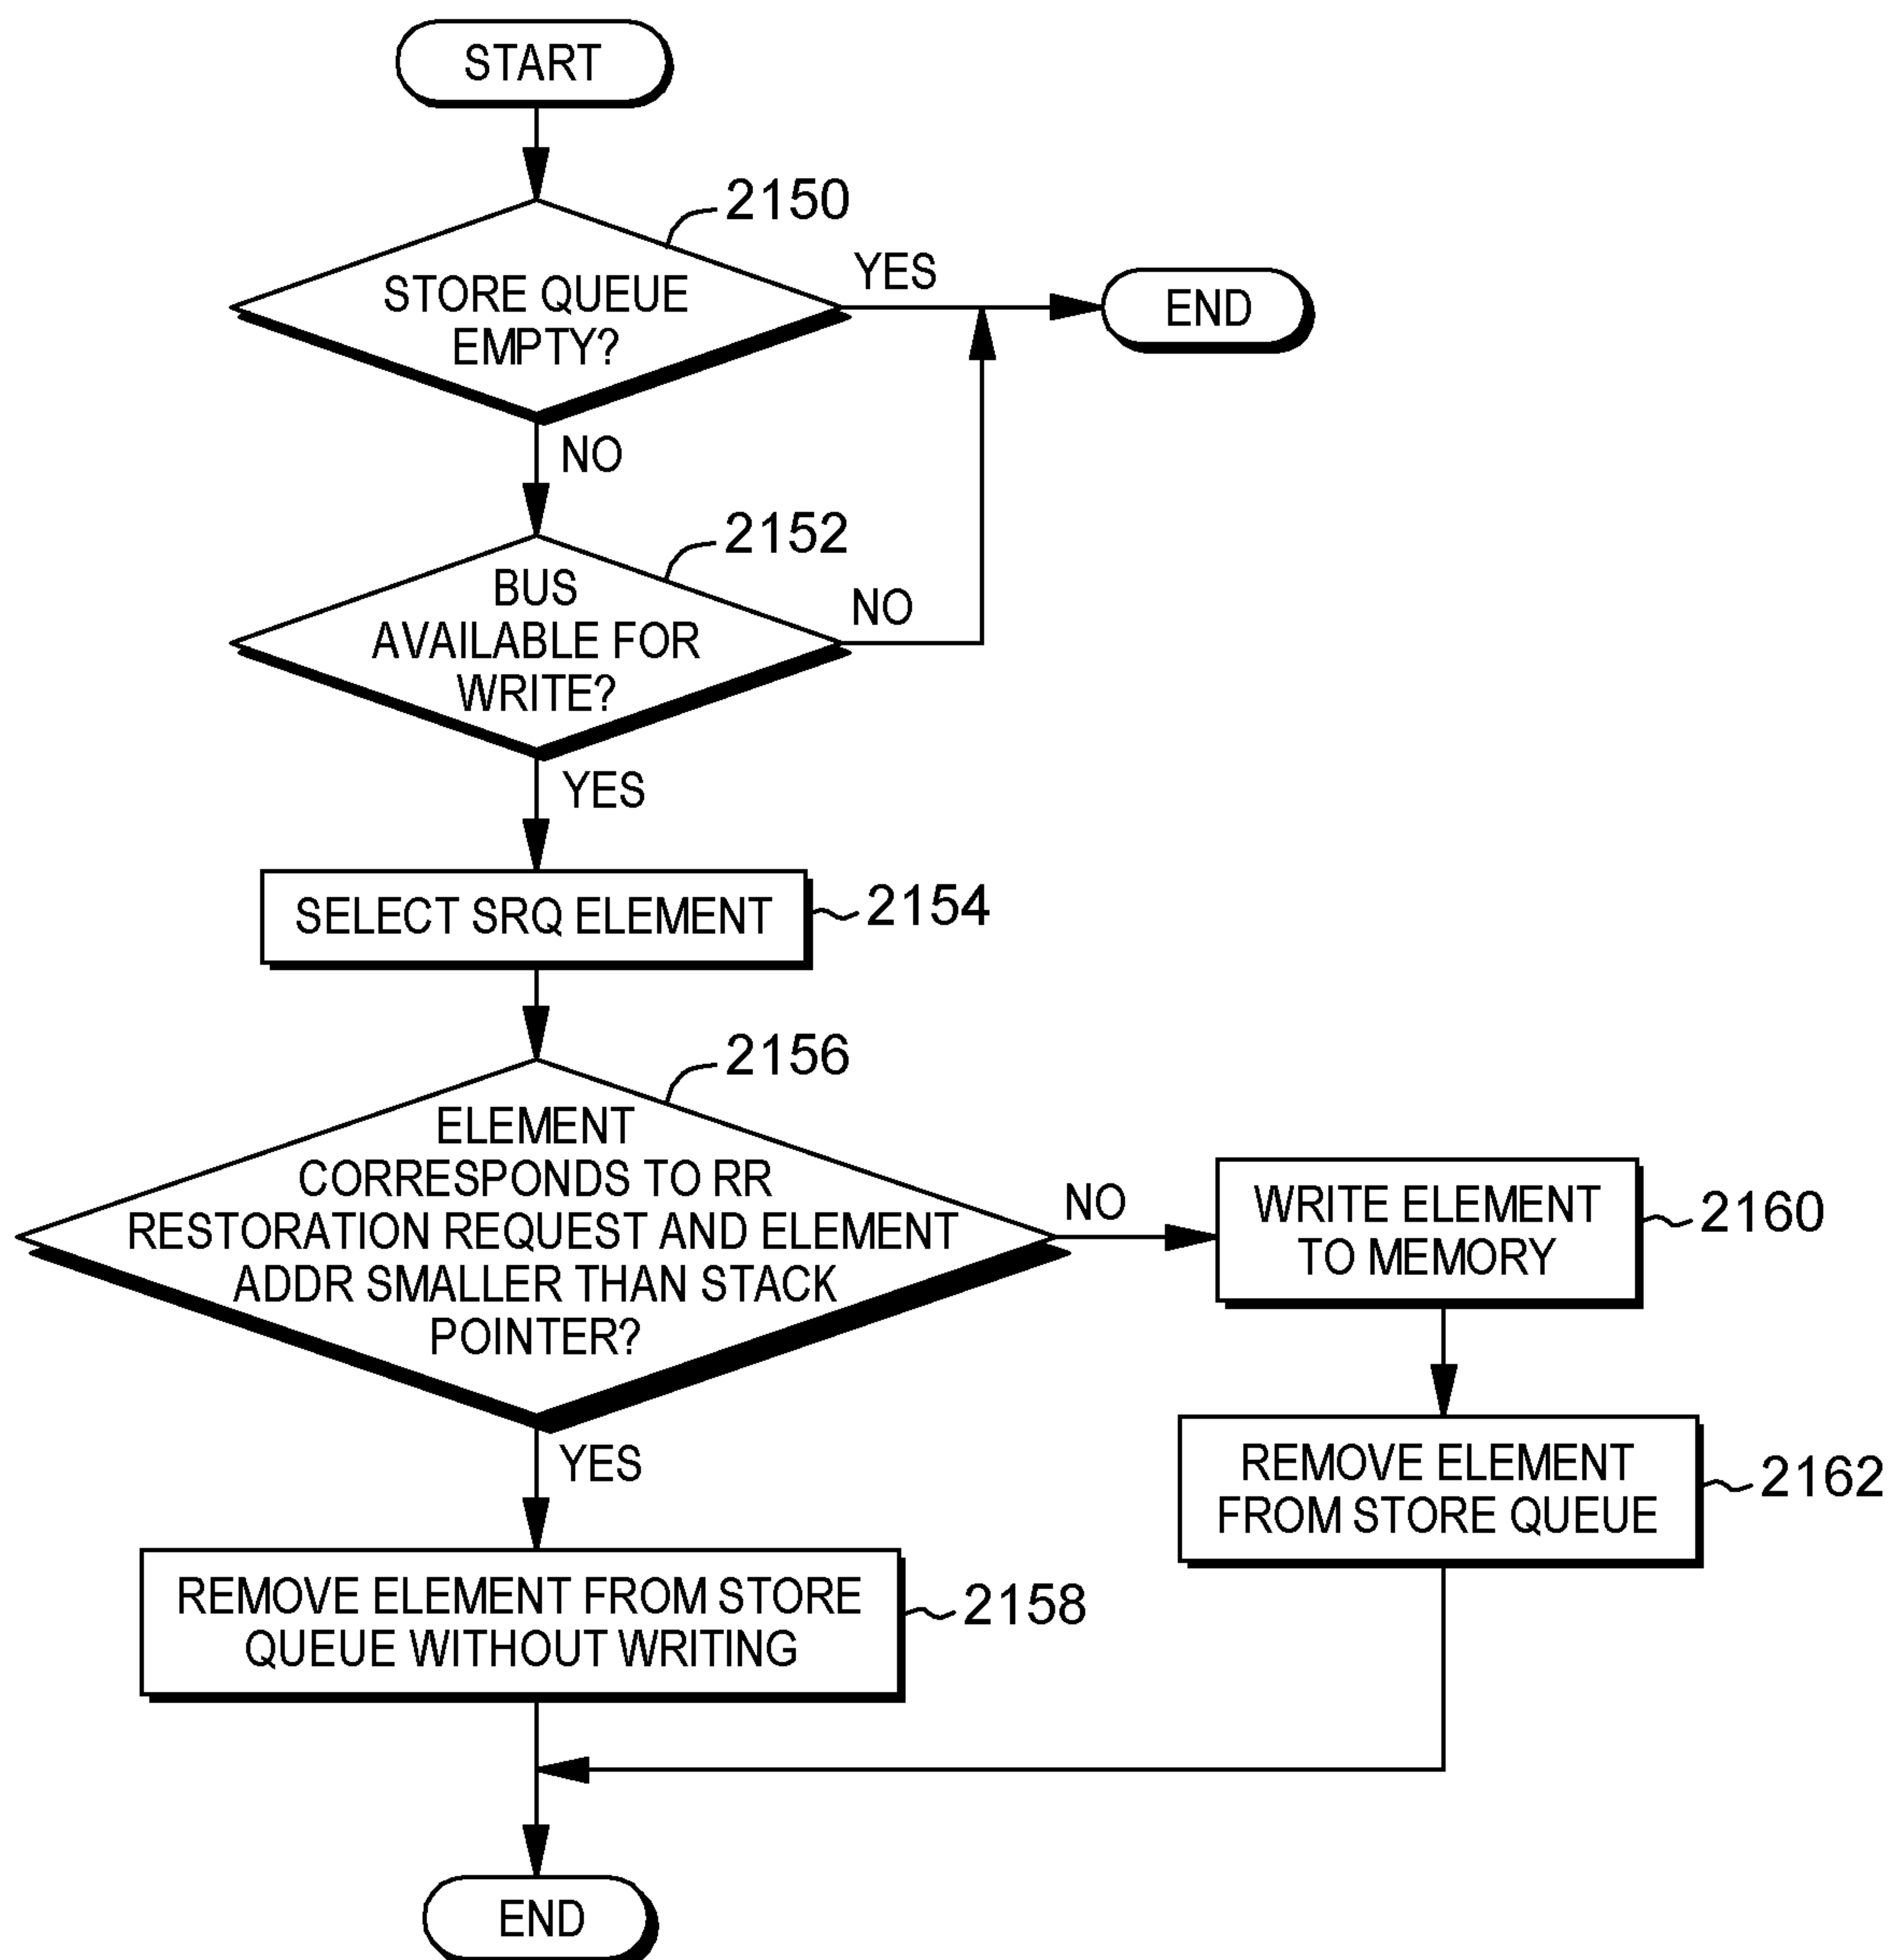 START
2150
STORE QUEUE
EMPTY?
YES
END
NO
2152
BUS
AVAILABLE FOR
WRITE?
NO
YES
SELECT SRQ ELEMENT
2154
2156
ELEMENT
CORRESPONDS TO RR
RESTORATION REQUEST AND ELEMENT
ADDR SMALLER THAN STACK
POINTER?
NO
WRITE ELEMENT
TO MEMORY
2160
YES
REMOVE ELEMENT
FROM STORE QUEUE
2162
REMOVE ELEMENT FROM STORE
QUEUE WITHOUT WRITING
2158
END